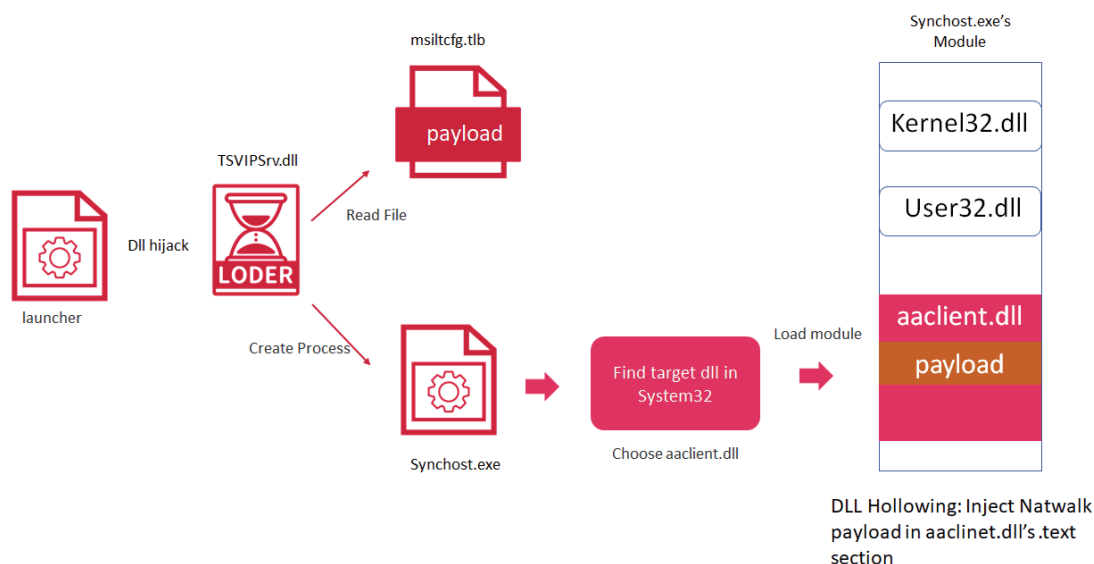 Synchost.exe's
Module
msiltcfg.tlb
payload
Kernel32.dll
TSVIPSrv.dll
User32.dll
Read File
Dll hijack
LODER
launcher
aaclient.dll
Load module
Create Process
payload
Find target dll in
System32
Choose aaclient.dll
Synchost.exe
DLL Hollowing: Inject Natwalk
payload in aaclinet.dll's .text
section